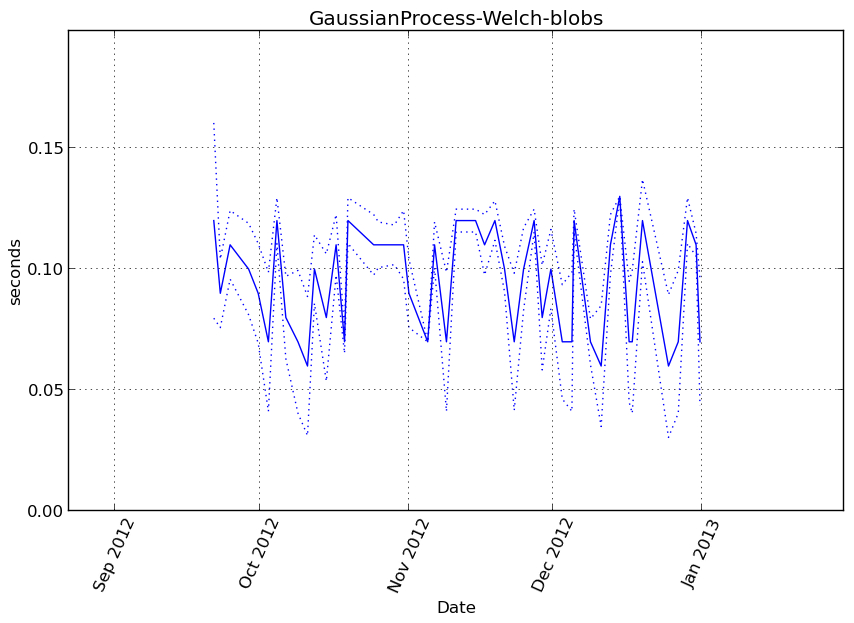 GaussianProcess-Welch-blobs
seconds
0.15
0.10
0.05
0.00
Sep 2012
Oct 2012
Nov 2012
Dec 2012
Jan 2013
Date